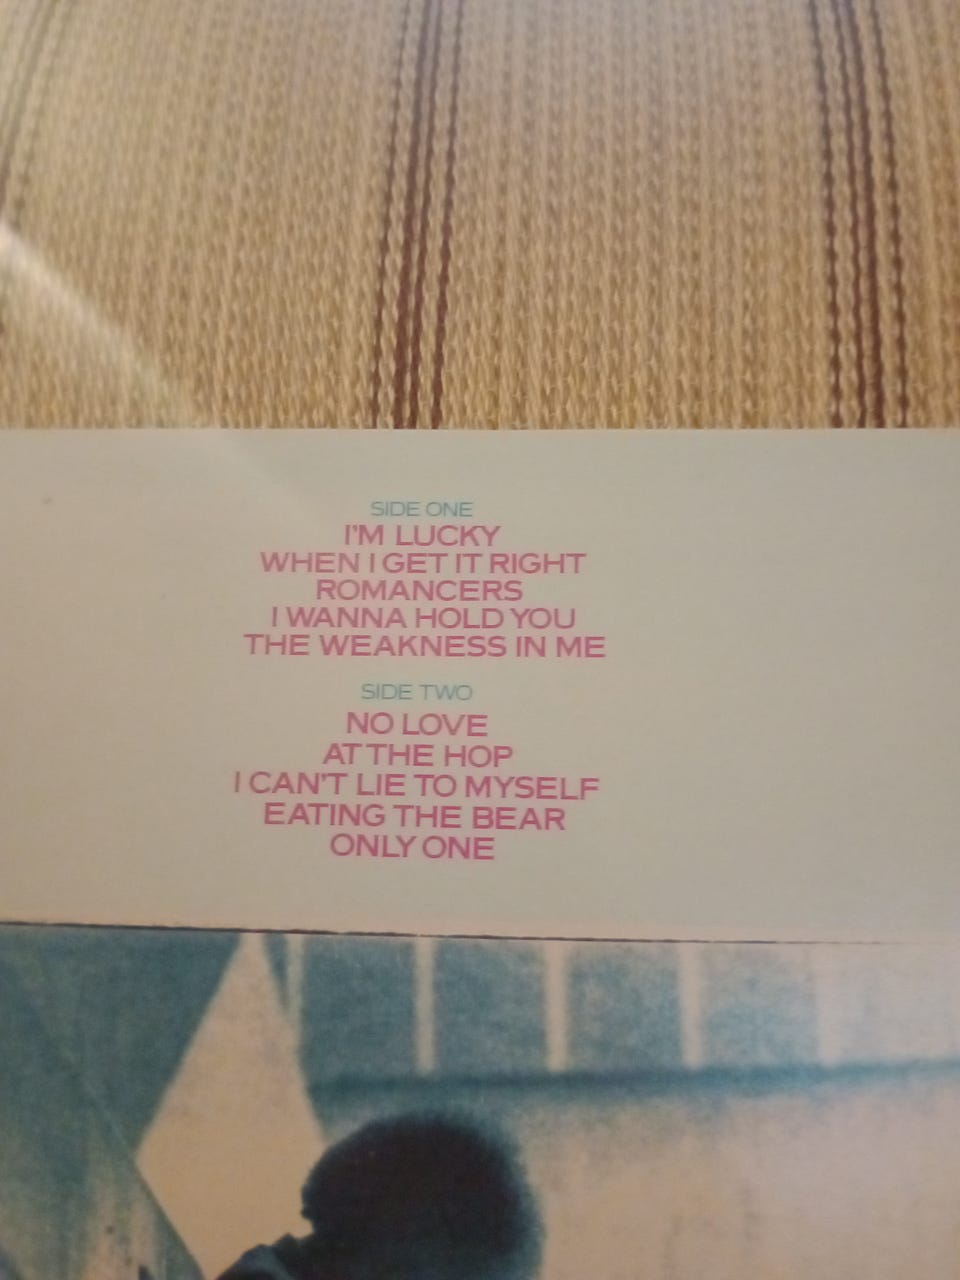 SIDE ONE
I'M LUCKY
WHEN I GET IT RIGHT
ROMANCERS
I WANNA HOLD YOU
THE WEAKNESS IN ME
SIDE TWO
NO LOVE
AT THE HOP
I CAN'T LIE TO MYSELF
EATING THE BEAR
ONLY ONE